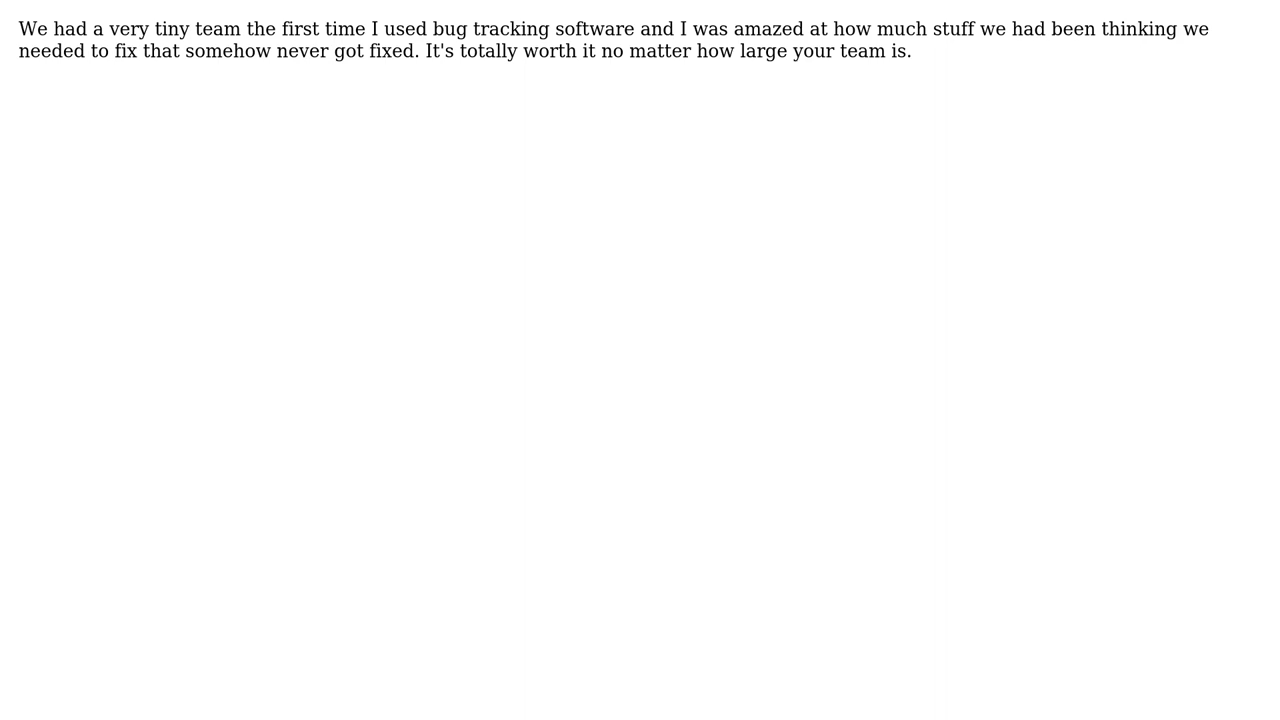 We had a very tiny team the first time I used bug tracking software and I was amazed at how much stuff we had been thinking we
needed to fix that somehow never got fixed. It's totally worth it no matter how large your team is.